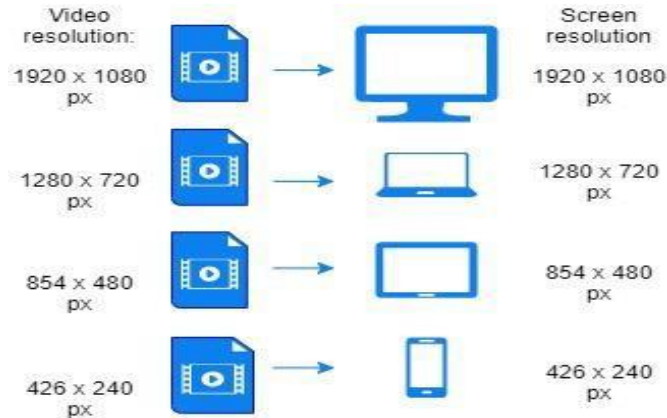 Video
resolution:
Screen
resolution
1920 x 1080
px
1920 x 1080
px
1280 x 720
px
1280 x 720
px
854 x 480
px
854 x 480
px
426 x 240
px
426 x 240
px